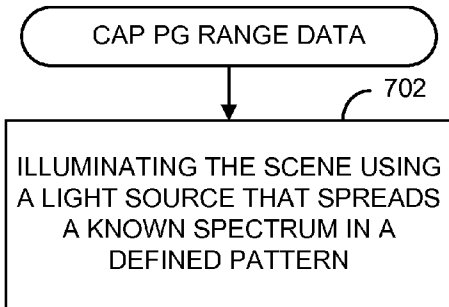 CAP PG RANGE DATA
702
ILLUMINATING THE SCENE USING
A LIGHT SOURCE THAT SPREADS
A KNOWN SPECTRUM IN A
DEFINED PATTERN